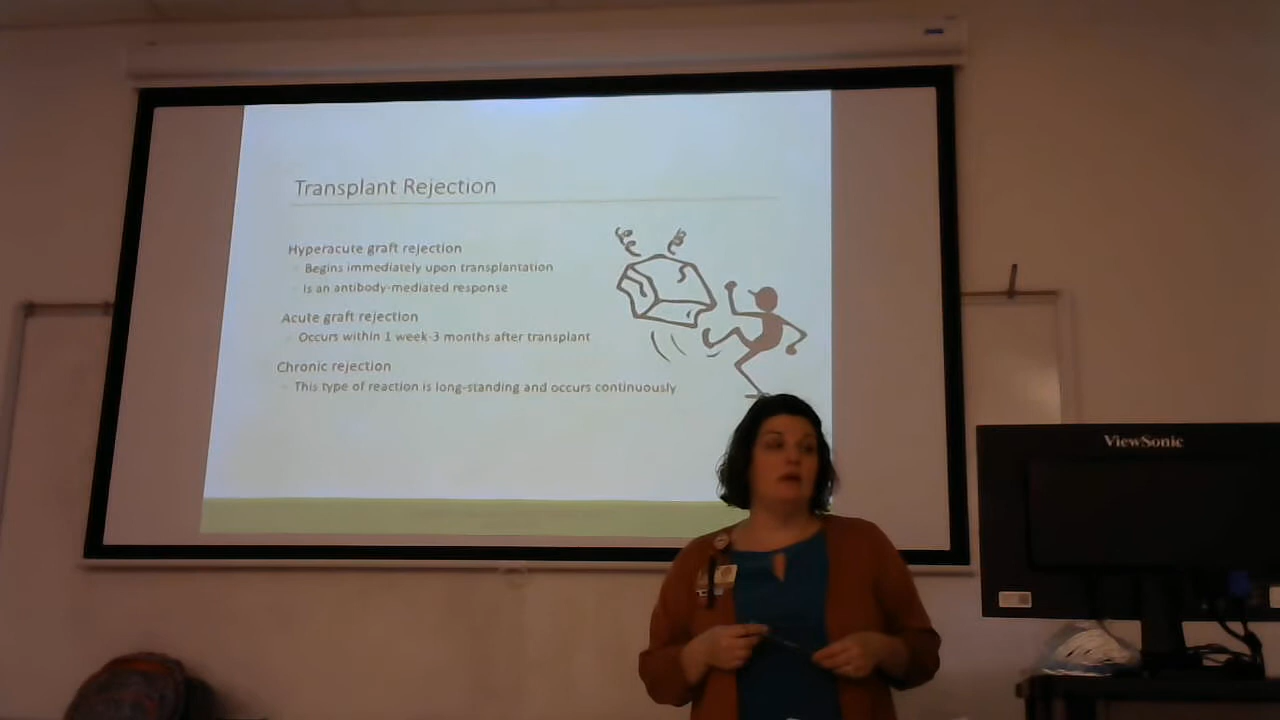 Transplant Rejection
Hyperacute graft rejection
Begins immediately upon transplantation
Is an antibody-mediated response
Acute graft rejection
Occurs within 1 week-3 months after transplant
Chronic rejection
This type of reaction is long-standing and occurs continuously
ViewSonic